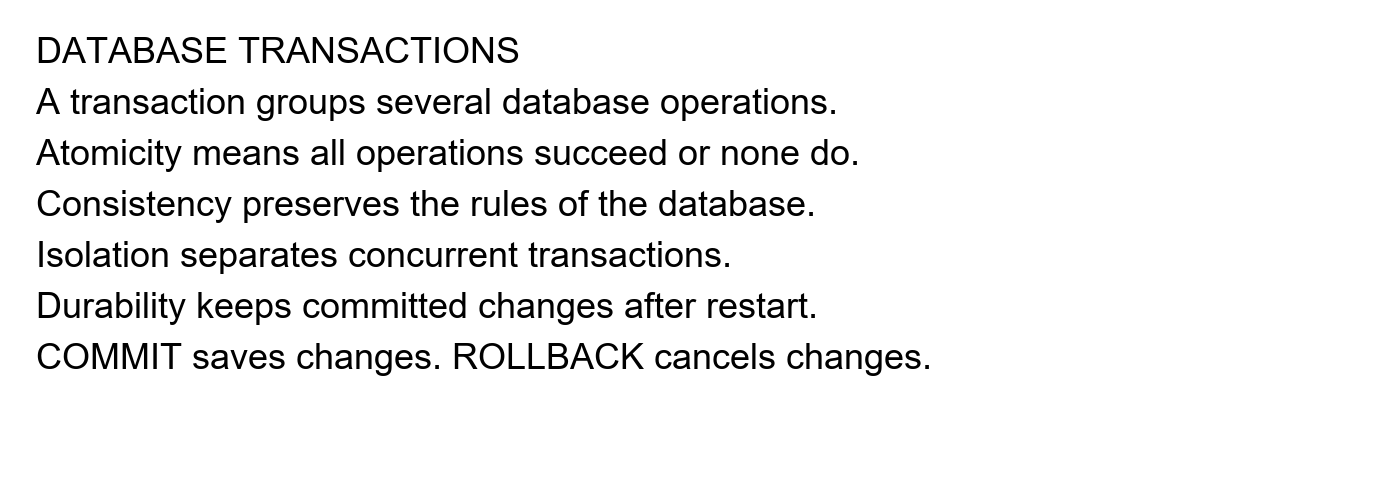 DATABASE TRANSACTIONS
A transaction groups several database operations.
Atomicity means all operations succeed or none do.
Consistency preserves the rules of the database.
Isolation separates concurrent transactions.
Durability keeps committed changes after restart.
COMMIT saves changes. ROLLBACK cancels changes.